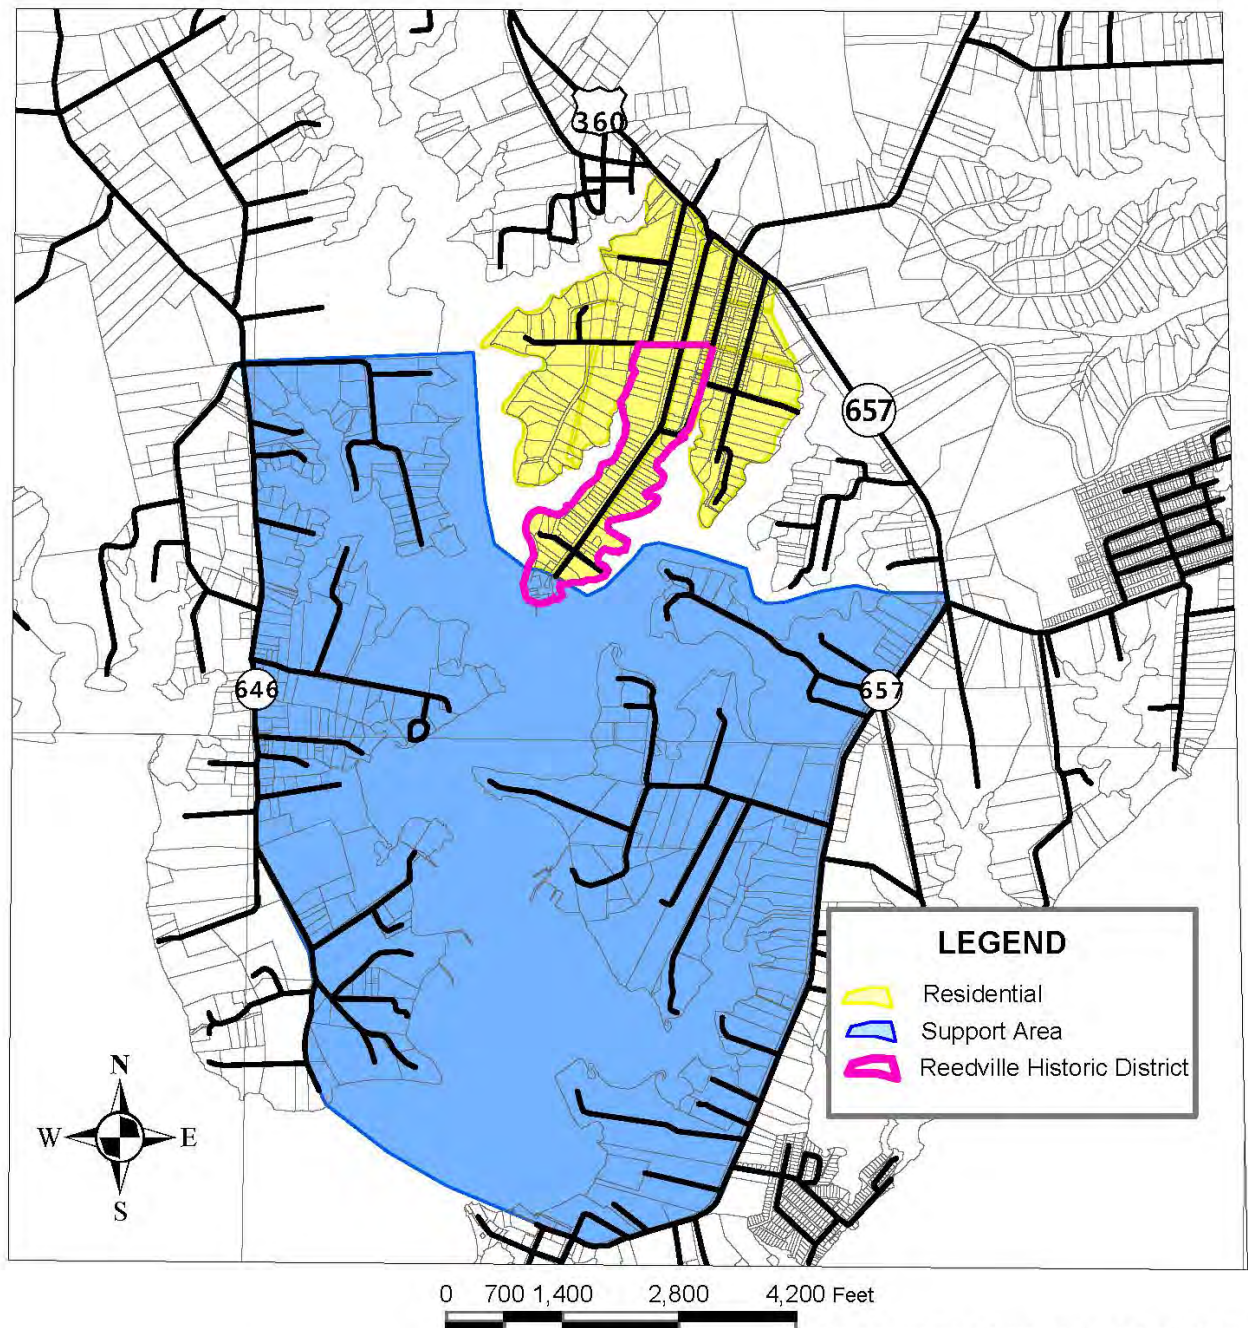 360
657
646
657
LEGEND
Residential
Support Area
Reedville Historic District
N
W E
S
0 700 1,400 2,800 4,200 Feet